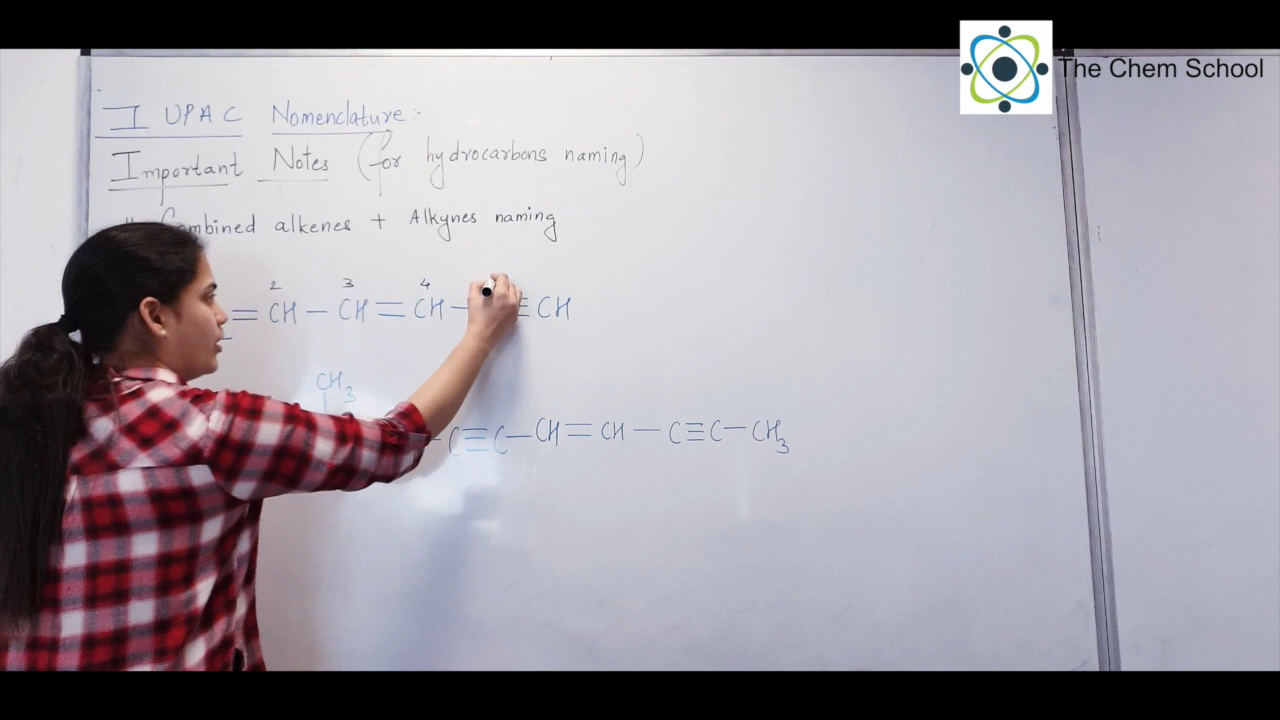 The Chem School
IUPAC Nomenclature:-
Important Notes (for hydrocarbons naming)
Combined alkenes + Alkynes naming
2 3 4
= CH – CH = CH – ≡ CH
CH3
– C ≡ C – CH = CH – C ≡ C – CH3